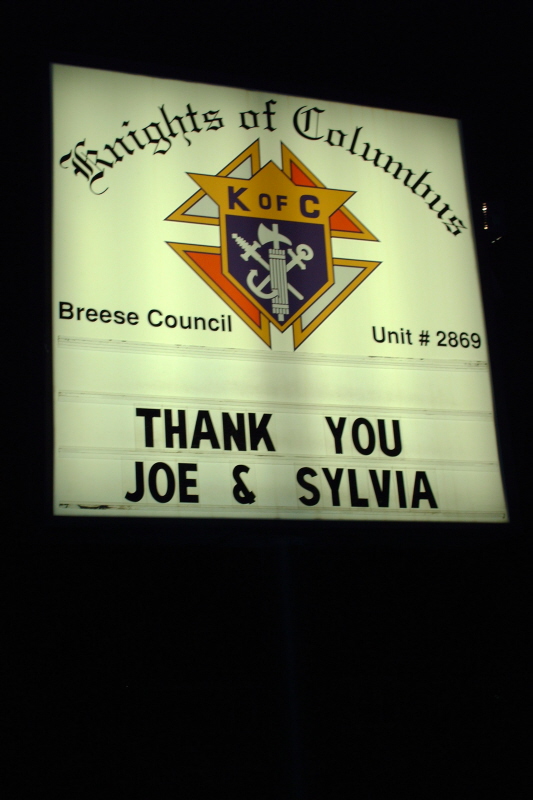 Knights of Columbus
K OF C
Breese Council
Unit # 2869
THANK YOU
JOE & SYLVIA